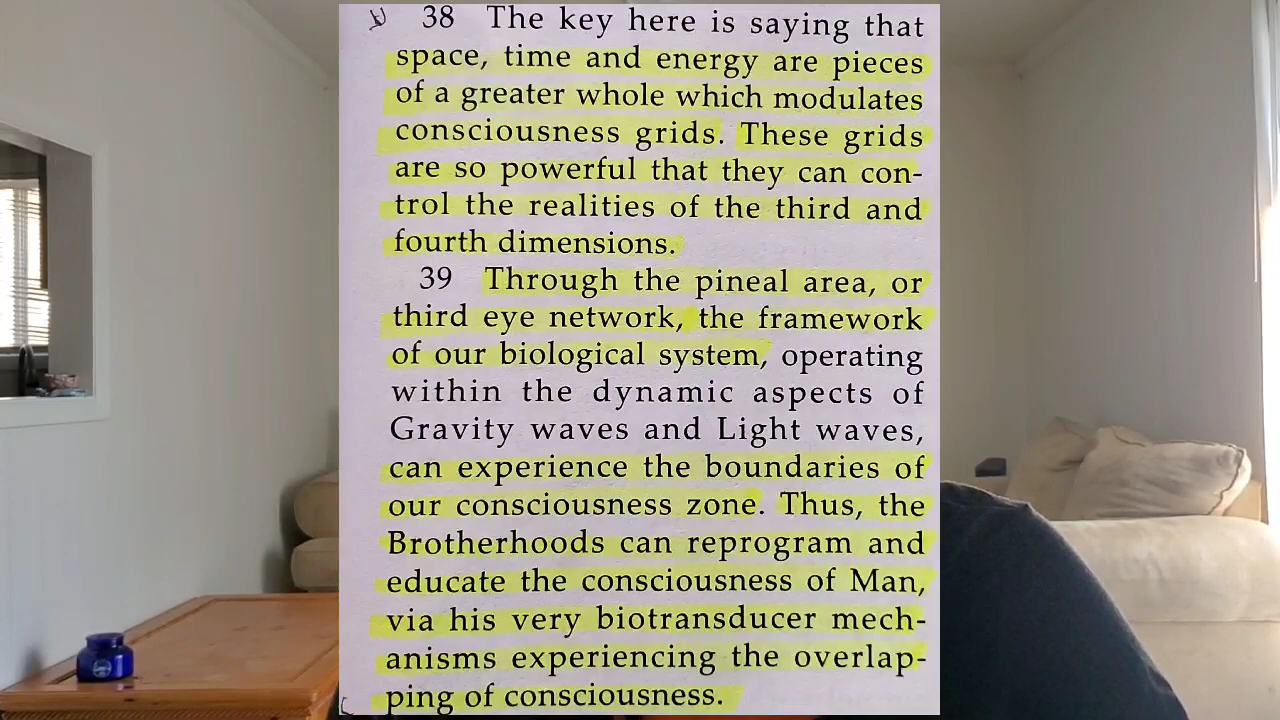 38 The key here is saying that
space, time and energy are pieces
of a greater whole which modulates
consciousness grids. These grids
are so powerful that they can con-
trol the realities of the third and
fourth dimensions.
39 Through the pineal area, or
third eye network, the framework
of our biological system, operating
within the dynamic aspects of
Gravity waves and Light waves,
can experience the boundaries of
our consciousness zone. Thus, the
Brotherhoods can reprogram and
educate the consciousness of Man,
via his very biotransducer mech-
anisms experiencing the overlap-
ping of consciousness.